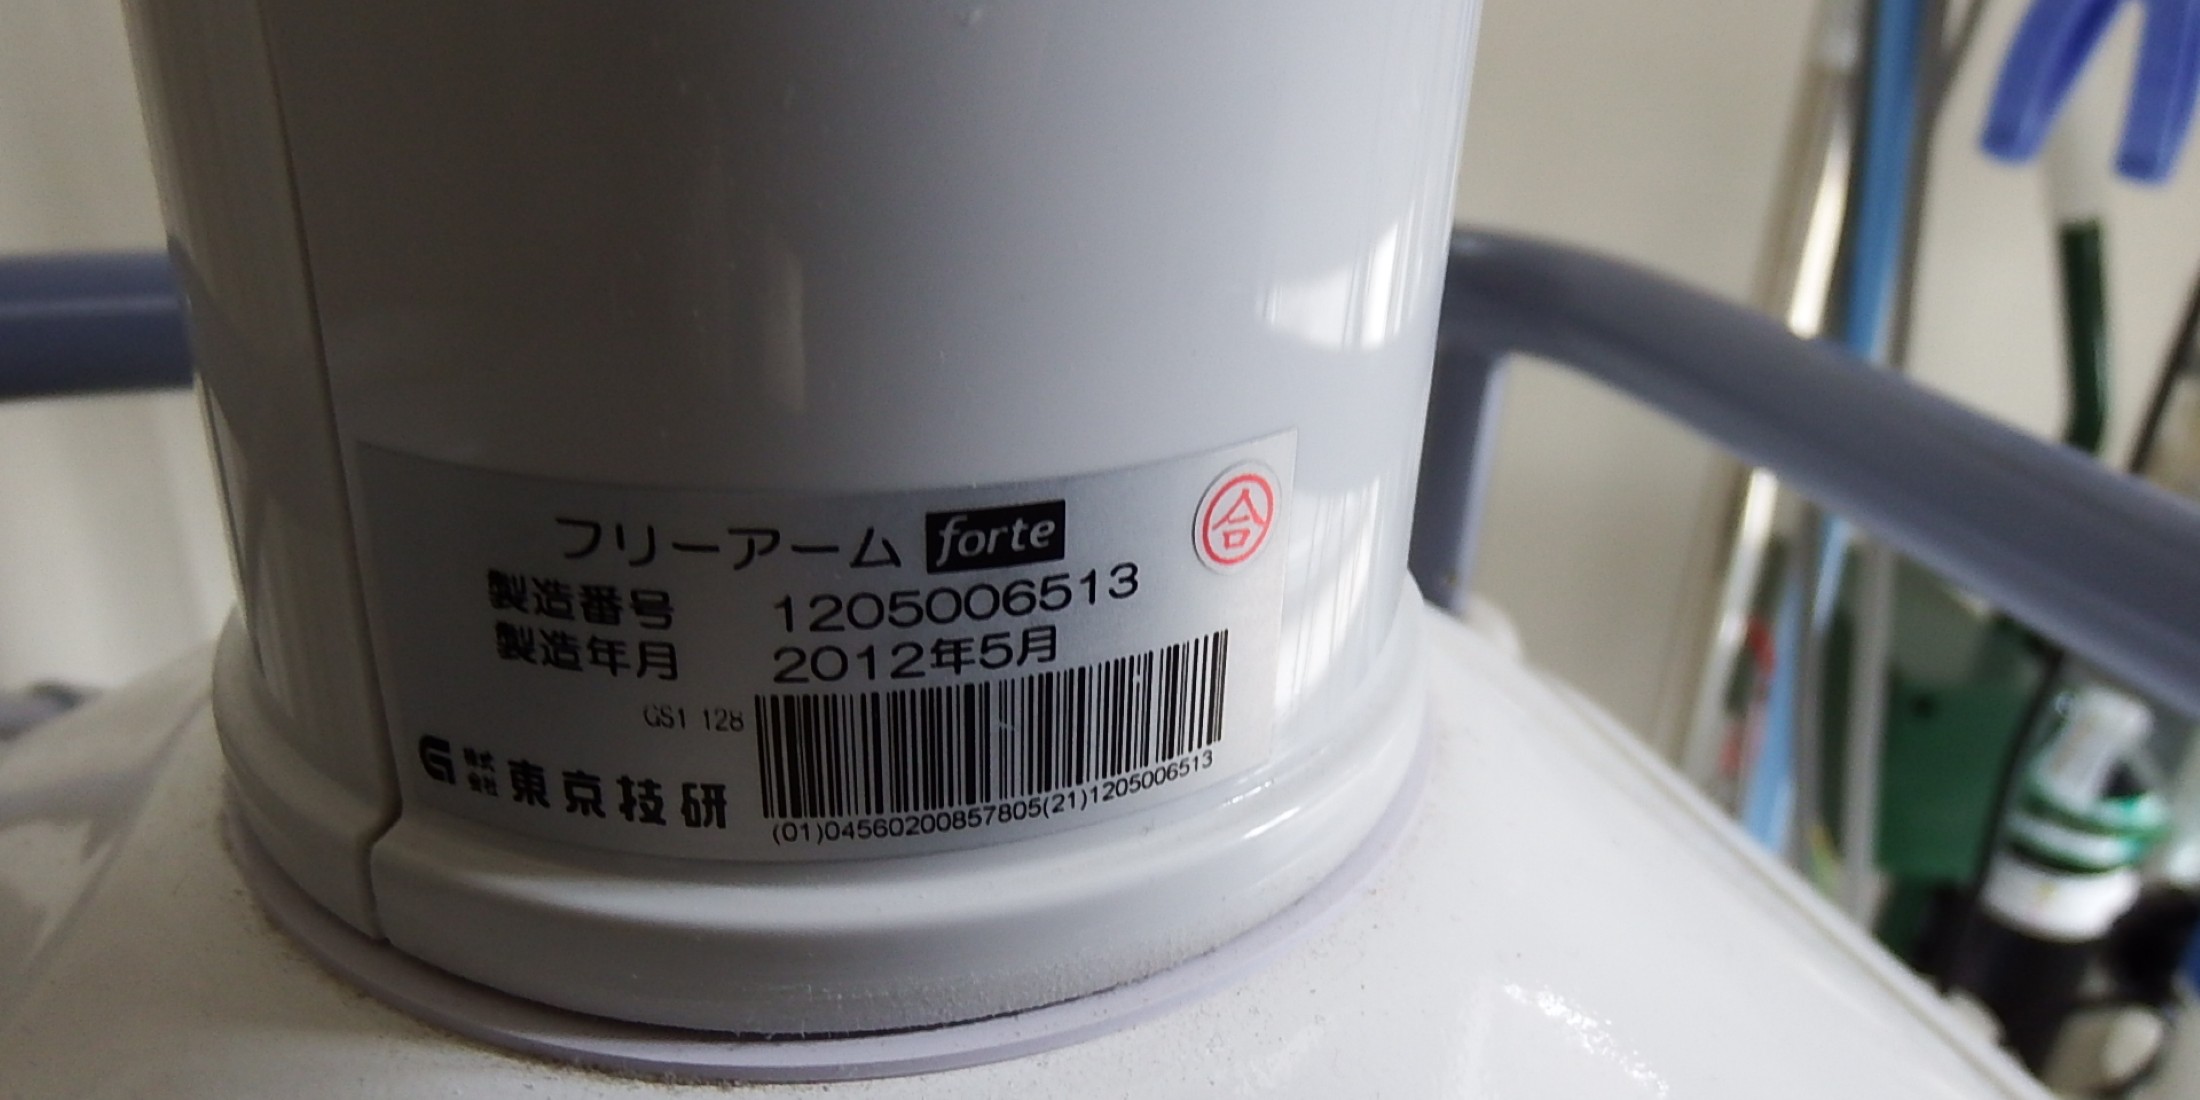 フリーアーム forte
合
製造番号 1205006513
製造年月 2012年5月
GS1 128
株式会社 東京技研
(01)04560200857805(21)1205006513